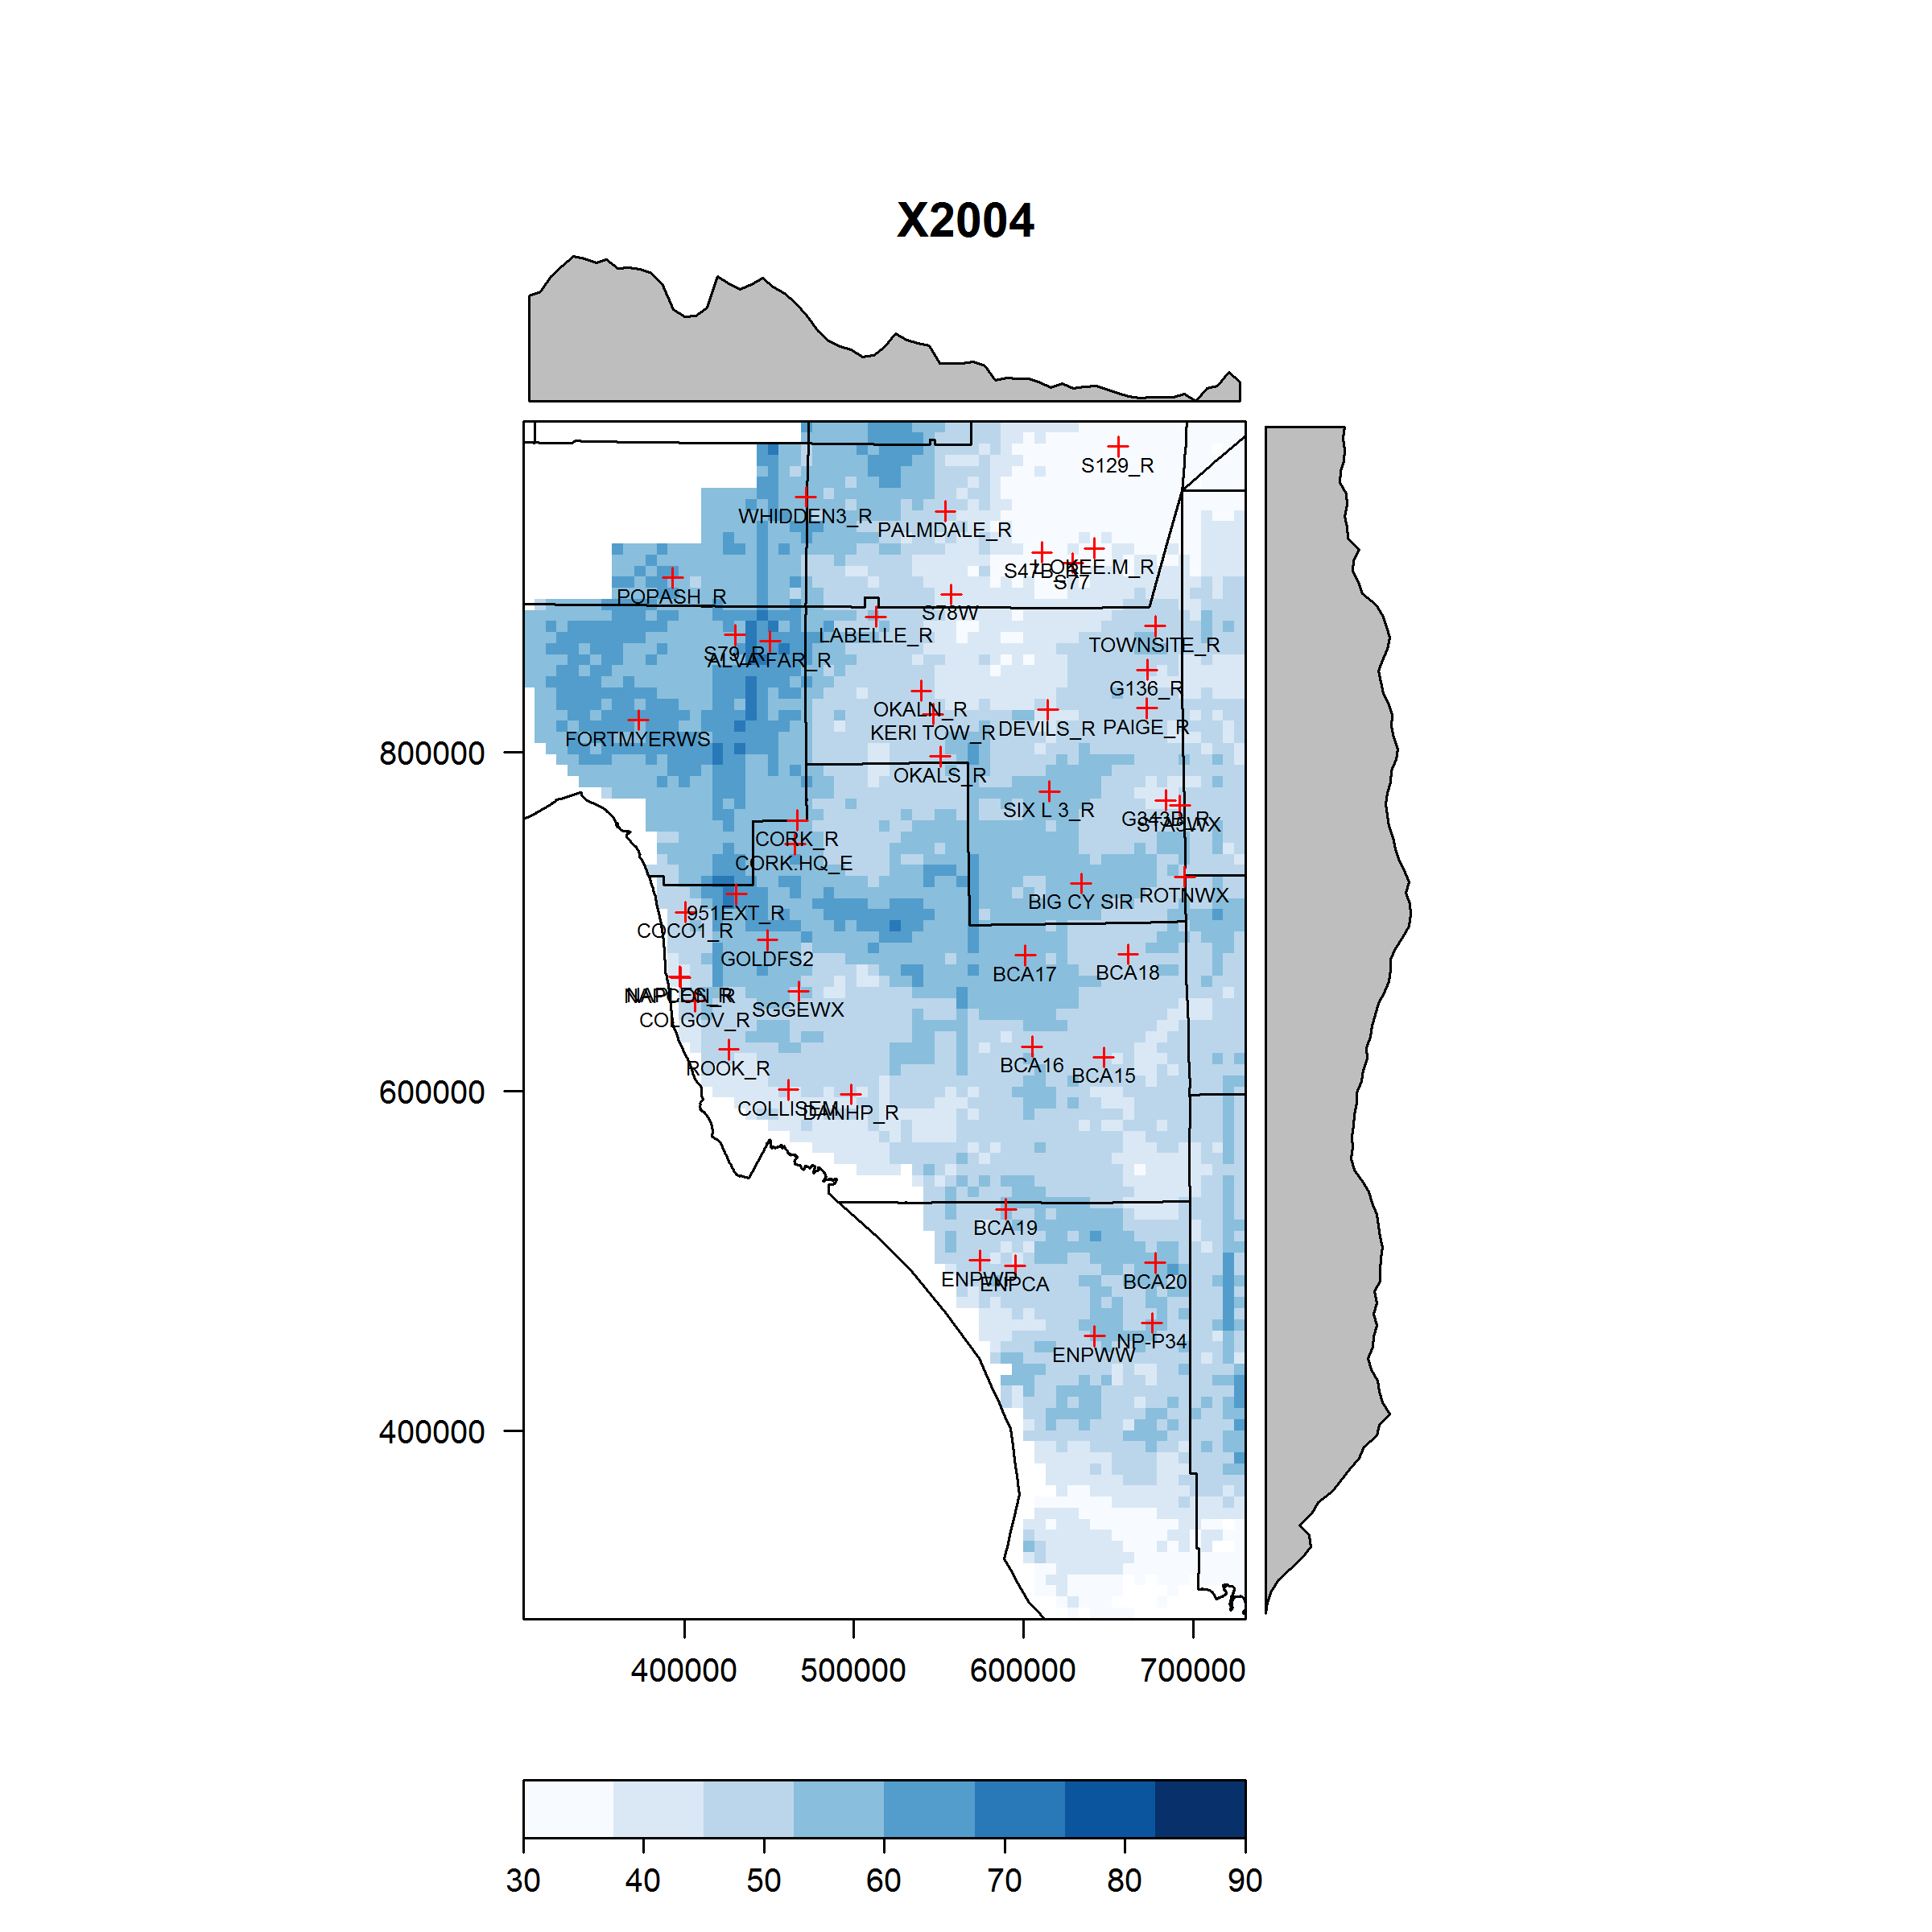 X2004
S129_R
WHIDDEN3_R
PALMDALE_R
LOKEE.M_R
S47B_R
S77
POPASH_R
S78W
LABELLE_R
TOWNSITE_R
S79_R
ALVA FAR_R
G136_R
OKALN_R
PAIGE_R
DEVILS_R
KERI TOW_R
FORTMYERWS
800000
OKALS_R
SIX L 3_R
G343B_R
STA5WX
CORK_R
CORK.HQ_E
ROTNWX
BIG CY SIR
951EXT_R
COCO1_R
GOLDFS2
BCA17
BCA18
NAPLES_R
SGGEWX
COLGOV_R
BCA16
ROOK_R
BCA15
600000
COLLISEM
DANHP_R
BCA19
ENPWP
ENPCA
BCA20
NP-P34
ENPWW
400000
400000 500000 600000 700000
30 40 50 60 70 80 90